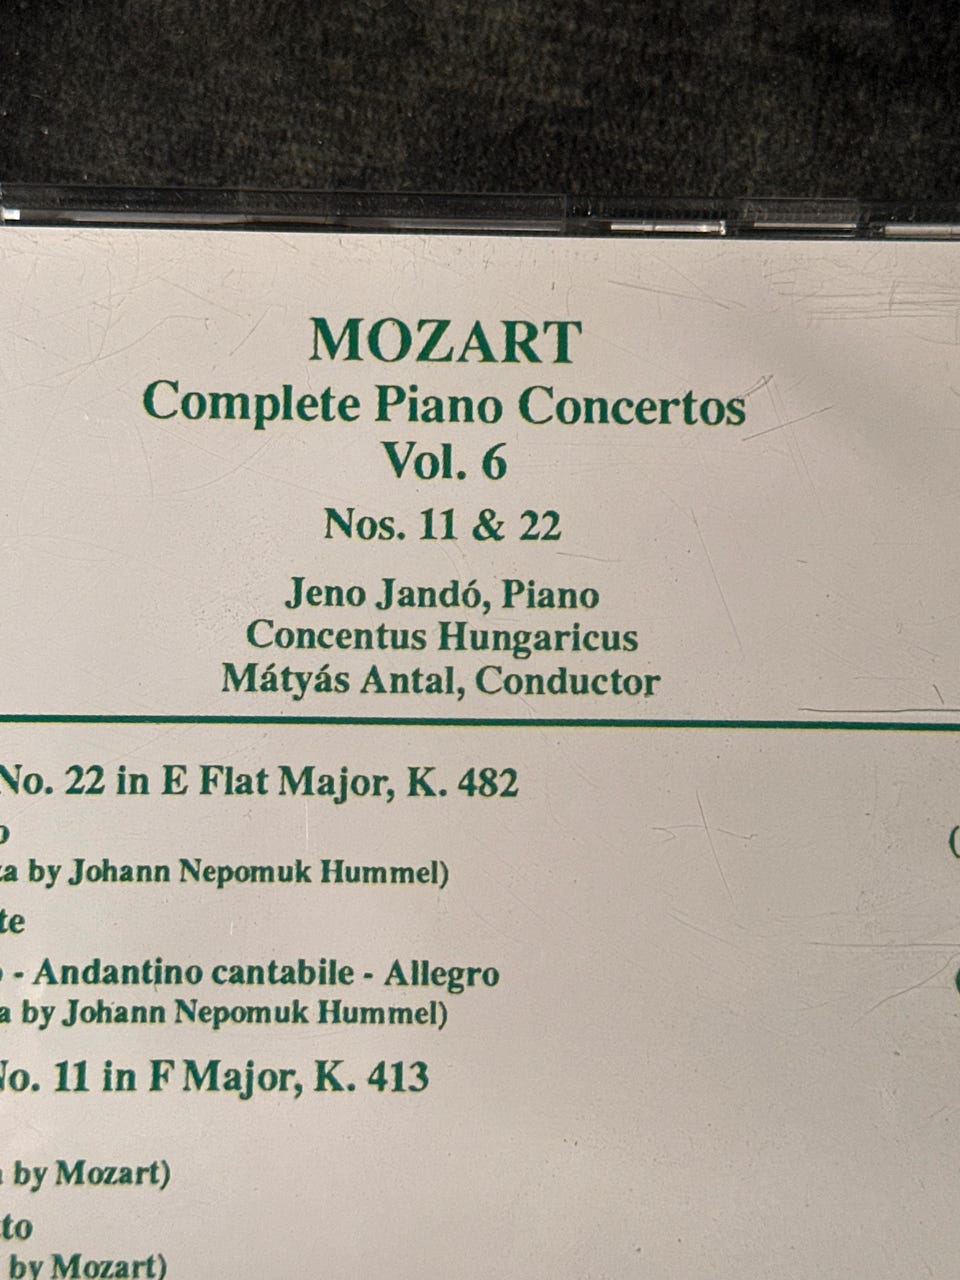 MOZART
Complete Piano Concertos
Vol. 6
Nos. 11 & 22
Jeno Jandó, Piano
Concentus Hungaricus
Mátyás Antal, Conductor
No. 22 in E Flat Major, K. 482
by Johann Nepomuk Hummel)
- Andantino cantabile - Allegro
by Johann Nepomuk Hummel)
No. 11 in F Major, K. 413
by Mozart)
by Mozart)